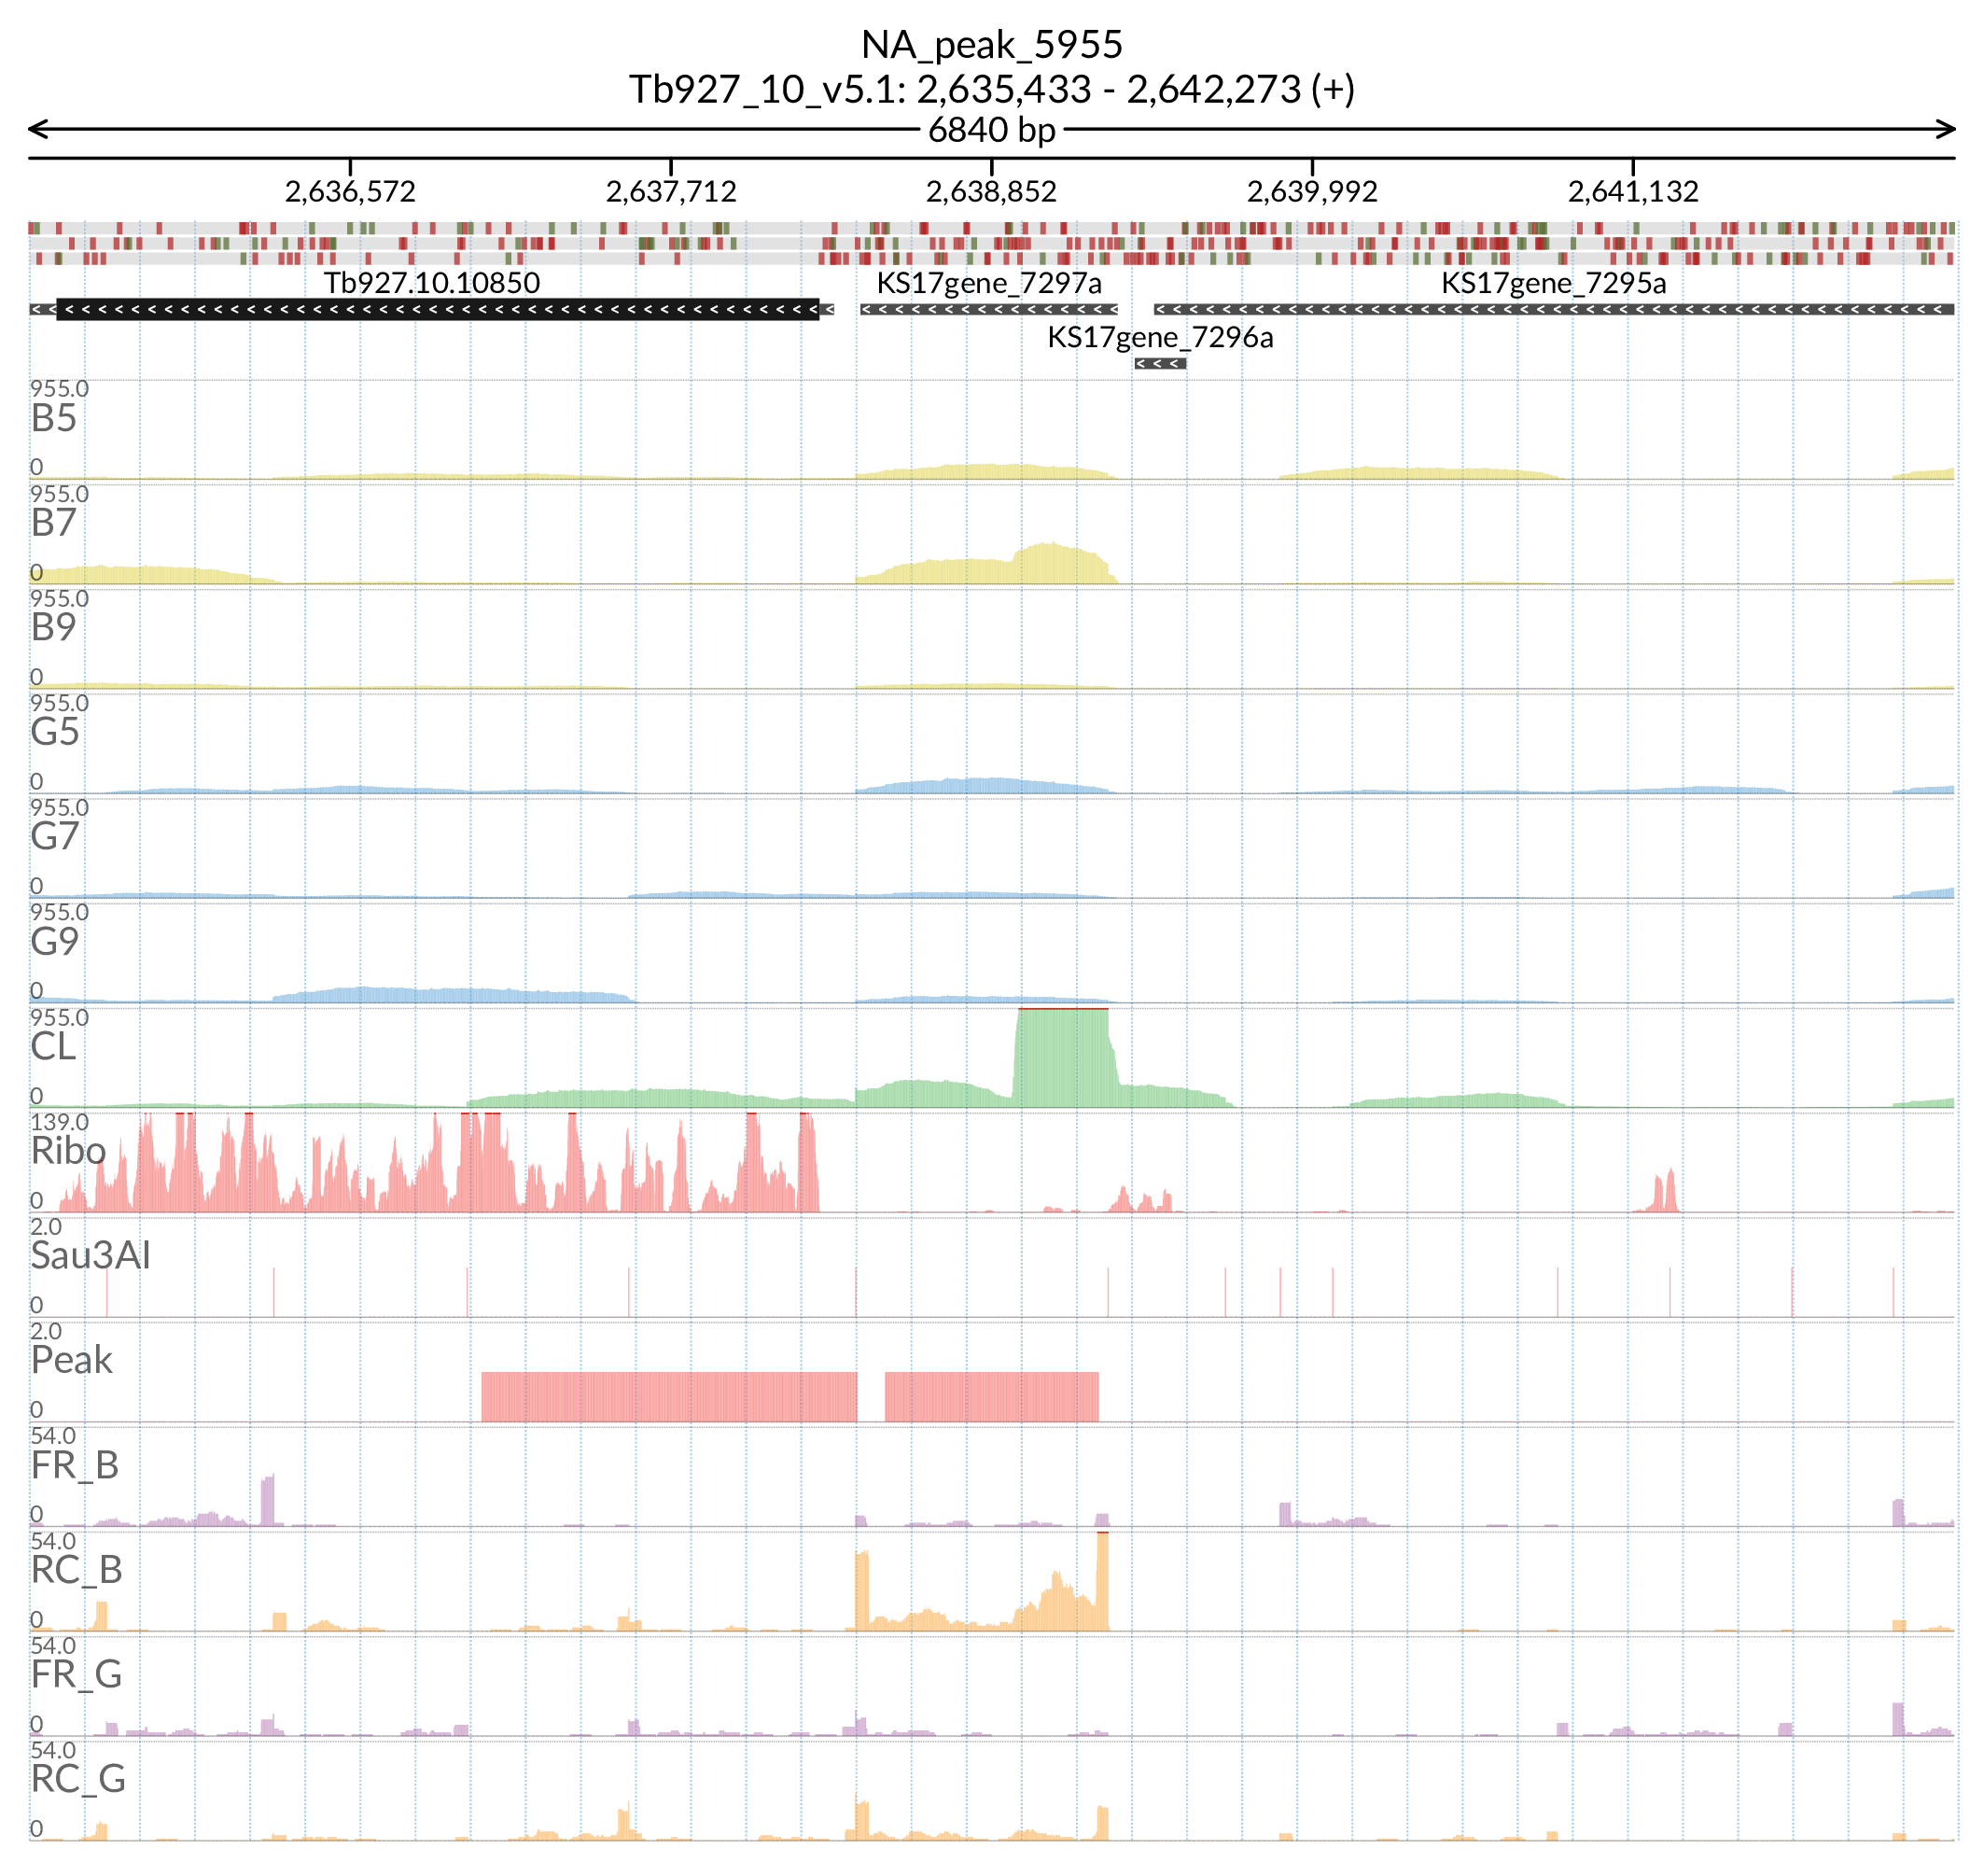 NA_peak_5955
Tb927_10_v5.1: 2,635,433 - 2,642,273 (+)
6840 bp
2,636,572 2,637,712 2,638,852 2,639,992 2,641,132
Tb927.10.10850 KS17gene_7297a KS17gene_7295a
KS17gene_7296a
955.0
B5
0
955.0
B7
0
955.0
B9
0
955.0
G5
0
955.0
G7
0
955.0
G9
0
955.0
CL
0
139.0
Ribo
0
2.0
Sau3AI
0
2.0
Peak
0
54.0
FR_B
0
54.0
RC_B
0
54.0
FR_G
0
54.0
RC_G
0